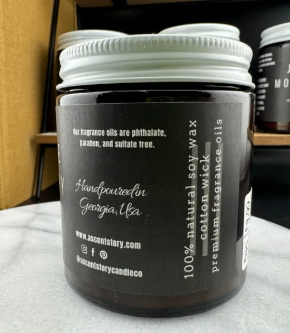 Our fragrance oils are phthalate,
paraben, and sulfate free.
Handpoured in
Georgia, Usa
www.ascentstory.com
@ascentstorycandleco
100% natural soy wax
cotton wick
premium fragrance oils